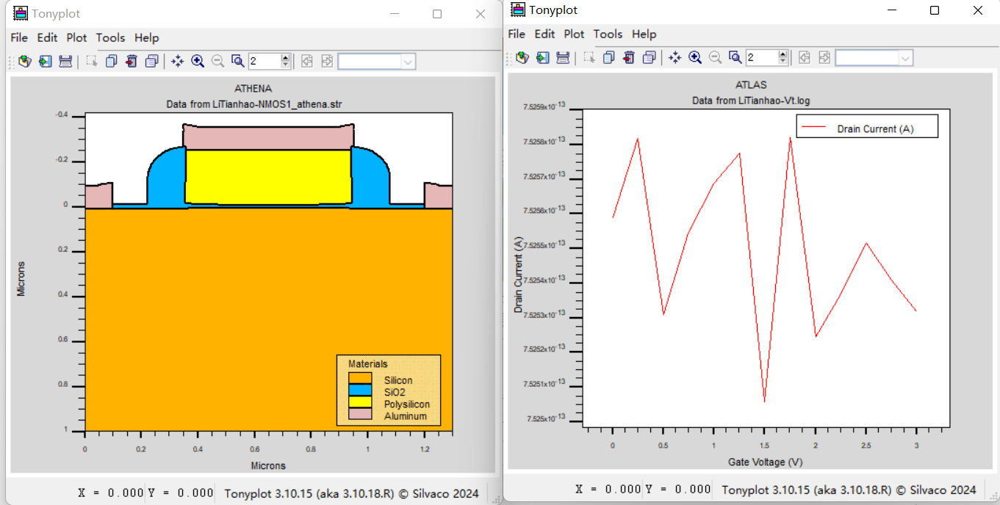 Tonyplot
File Edit Plot Tools Help
2
ATHENA
Data from LiTianhao-NMOS1_athena.str
-0.4
-0.2
0
0.2
0.4
0.6
0.8
1
Microns
Materials
Silicon
SiO2
Polysilicon
Aluminum
0 0.2 0.4 0.6 0.8 1 1.2
Microns
X = 0.000 Y = 0.000 Tonyplot 3.10.15 (aka 3.10.18.R) © Silvaco 2024
Tonyplot
File Edit Plot Tools Help
2
ATLAS
Data from LiTianhao-Vt.log
Drain Current (A)
7.5259x10-13
7.5258x10-13
7.5257x10-13
7.5256x10-13
7.5255x10-13
7.5254x10-13
7.5253x10-13
7.5252x10-13
7.5251x10-13
7.525x10-13
Drain Current (A)
0 0.5 1 1.5 2 2.5 3
Gate Voltage (V)
X = 0.000 Y = 0.000 Tonyplot 3.10.15 (aka 3.10.18.R) © Silvaco 2024